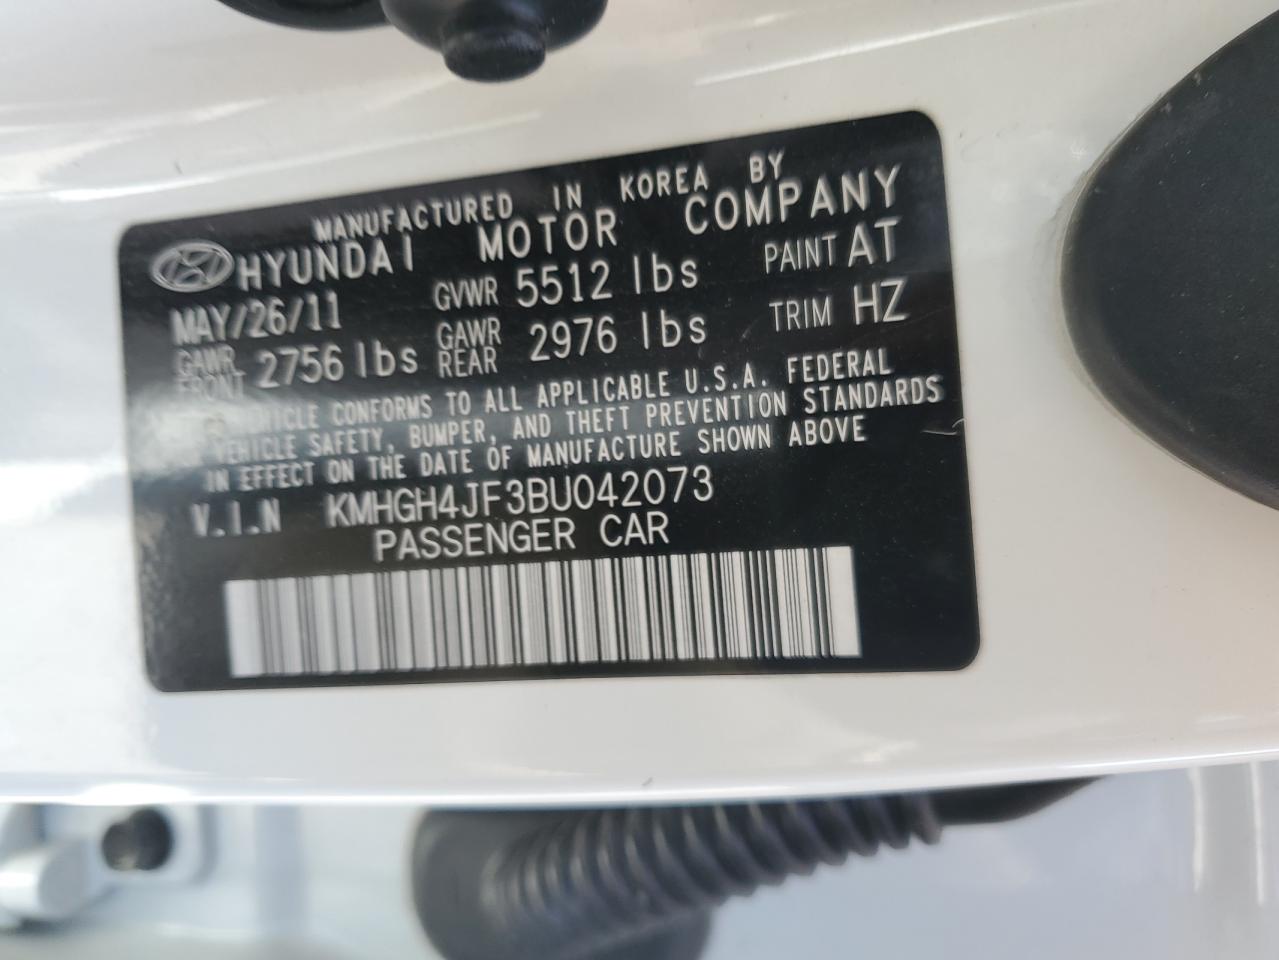 MANUFACTURED IN KOREA BY
HYUNDAI MOTOR COMPANY
MAY/26/11 GVWR 5512 lbs PAINT AT
GAWR FRONT 2756 lbs GAWR REAR 2976 lbs TRIM HZ
VEHICLE CONFORMS TO ALL APPLICABLE U.S.A. FEDERAL
VEHICLE SAFETY, BUMPER, AND THEFT PREVENTION STANDARDS
IN EFFECT ON THE DATE OF MANUFACTURE SHOWN ABOVE
V.I.N KMHGH4JF3BU042073
PASSENGER CAR